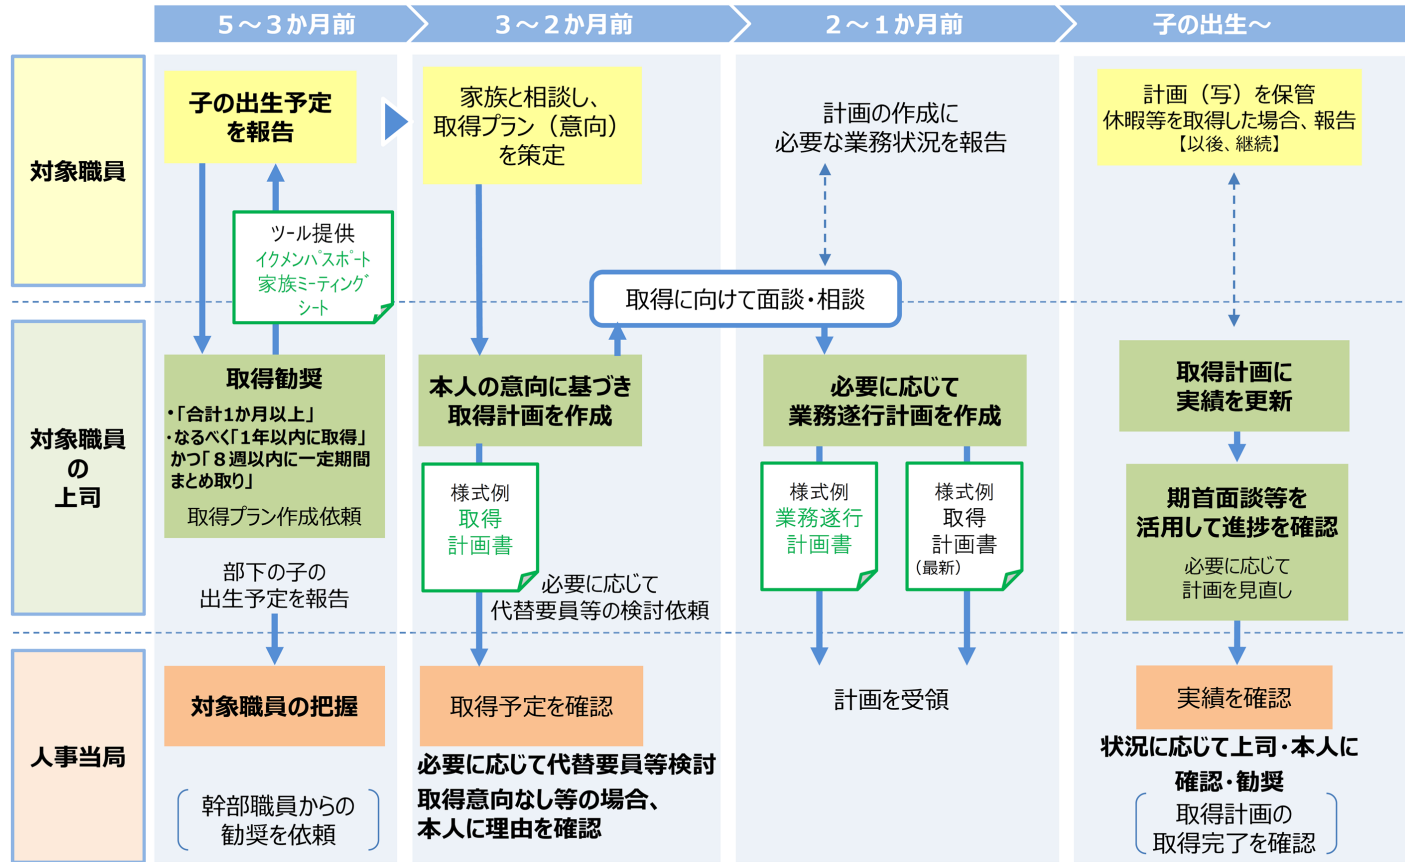 5～3か月前
3～2か月前
2～1か月前
子の出生～
対象職員
子の出生予定
を報告
家族と相談し、
取得プラン（意向）
を策定
計画の作成に
必要な業務状況を報告
計画（写）を保管
休暇等を取得した場合、報告
【以後、継続】
ツール提供
イクメンパスポート
家族ミーティング
シート
取得に向けて面談・相談
対象職員
の
上司
取得勧奨
・「合計1か月以上」
・なるべく「1年以内に取得」
かつ「８週以内に一定期間
まとめ取り」
取得プラン作成依頼
本人の意向に基づき
取得計画を作成
必要に応じて
業務遂行計画を作成
取得計画に
実績を更新
様式例
取得
計画書
様式例
業務遂行
計画書
様式例
取得
計画書
（最新）
期首面談等を
活用して進捗を確認
必要に応じて
計画を見直し
部下の子の
出生予定を報告
必要に応じて
代替要員等の検討依頼
人事当局
対象職員の把握
取得予定を確認
計画を受領
実績を確認
幹部職員からの
勧奨を依頼
必要に応じて代替要員等検討
取得意向なし等の場合、
本人に理由を確認
状況に応じて上司・本人に
確認・勧奨
取得計画の
取得完了を確認